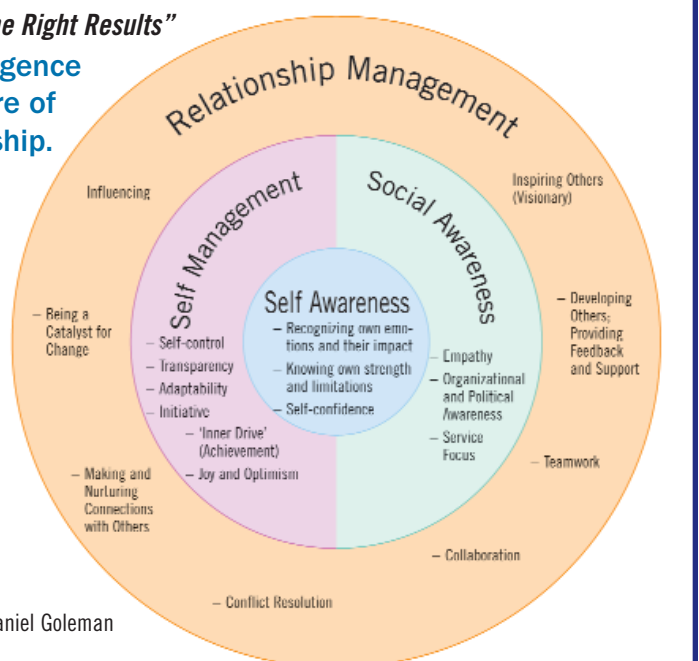 e Right Results”
gence
re of
ship.
Relationship Management
Influencing
Inspiring Others
(Visionary)
– Being a
Catalyst for
Change
– Developing
Others;
Providing
Feedback
and Support
– Making and
Nurturing
Connections
with Others
– Teamwork
– Collaboration
– Conflict Resolution
Self Management
– Self-control
– Transparency
– Adaptability
– Initiative
– ‘Inner Drive’
(Achievement)
– Joy and Optimism
Social Awareness
– Empathy
– Organizational
and Political
Awareness
– Service
Focus
Self Awareness
– Recognizing own emo-
tions and their impact
– Knowing own strength
and limitations
– Self-confidence
aniel Goleman